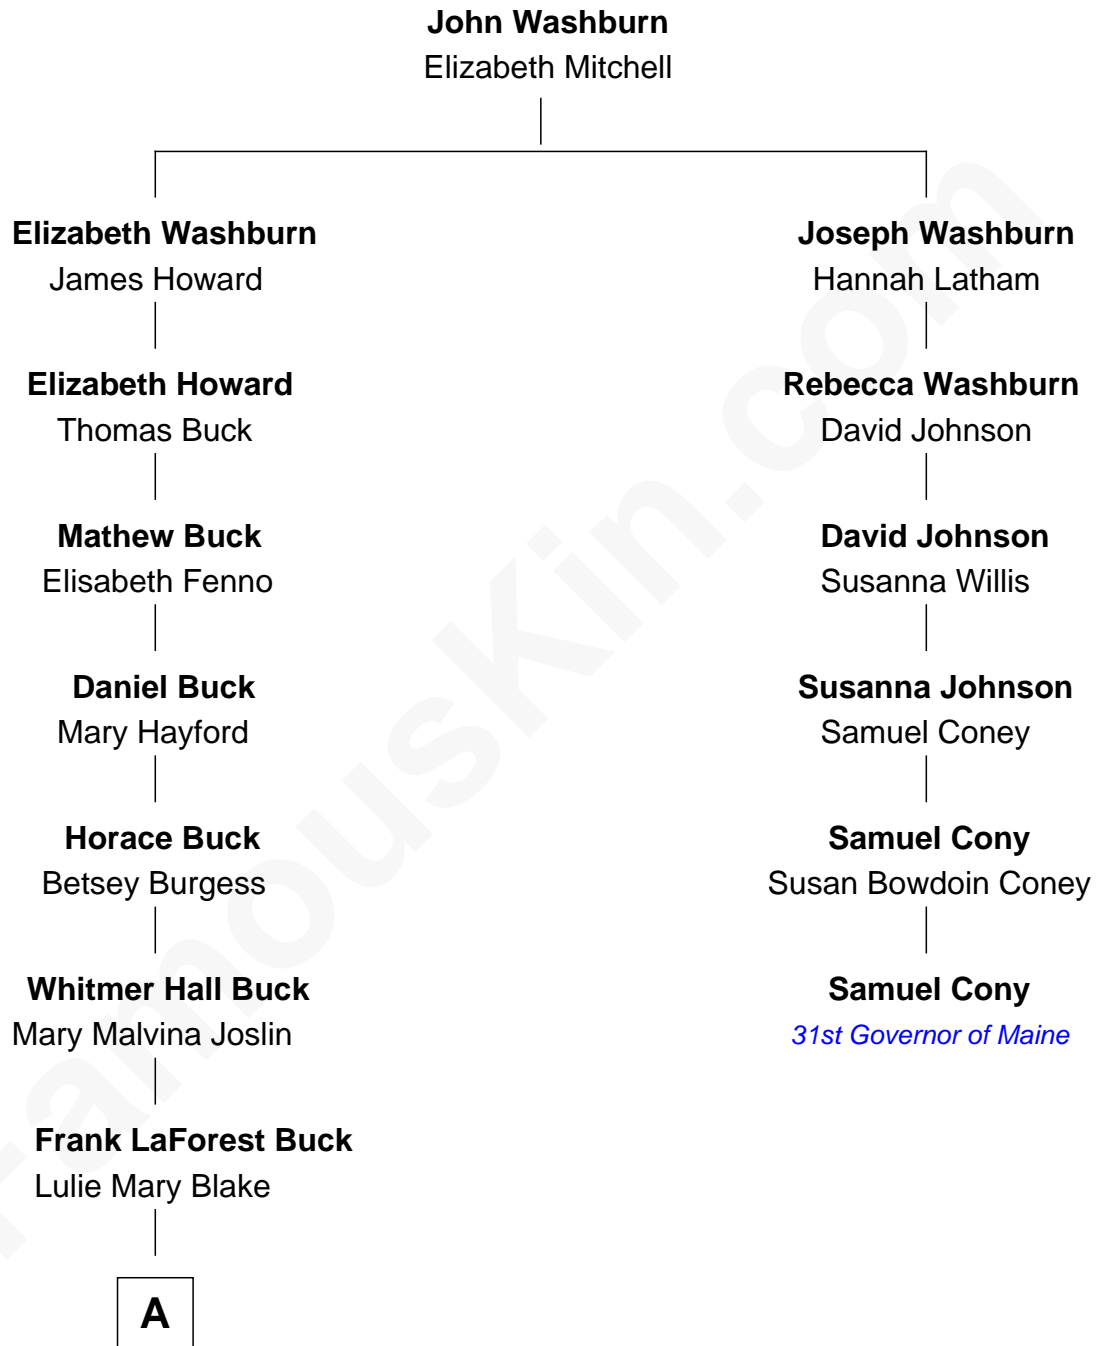 John Washburn
Elizabeth Mitchell
Elizabeth Washburn
James Howard
Joseph Washburn
Hannah Latham
Elizabeth Howard
Thomas Buck
Rebecca Washburn
David Johnson
Mathew Buck
Elisabeth Fenno
David Johnson
Susanna Willis
Daniel Buck
Mary Hayford
Susanna Johnson
Samuel Coney
Horace Buck
Betsey Burgess
Samuel Cony
Susan Bowdoin Coney
Whitmer Hall Buck
Mary Malvina Joslin
Samuel Cony
31st Governor of Maine
Frank LaForest Buck
Lulie Mary Blake
A
FamousKin.com